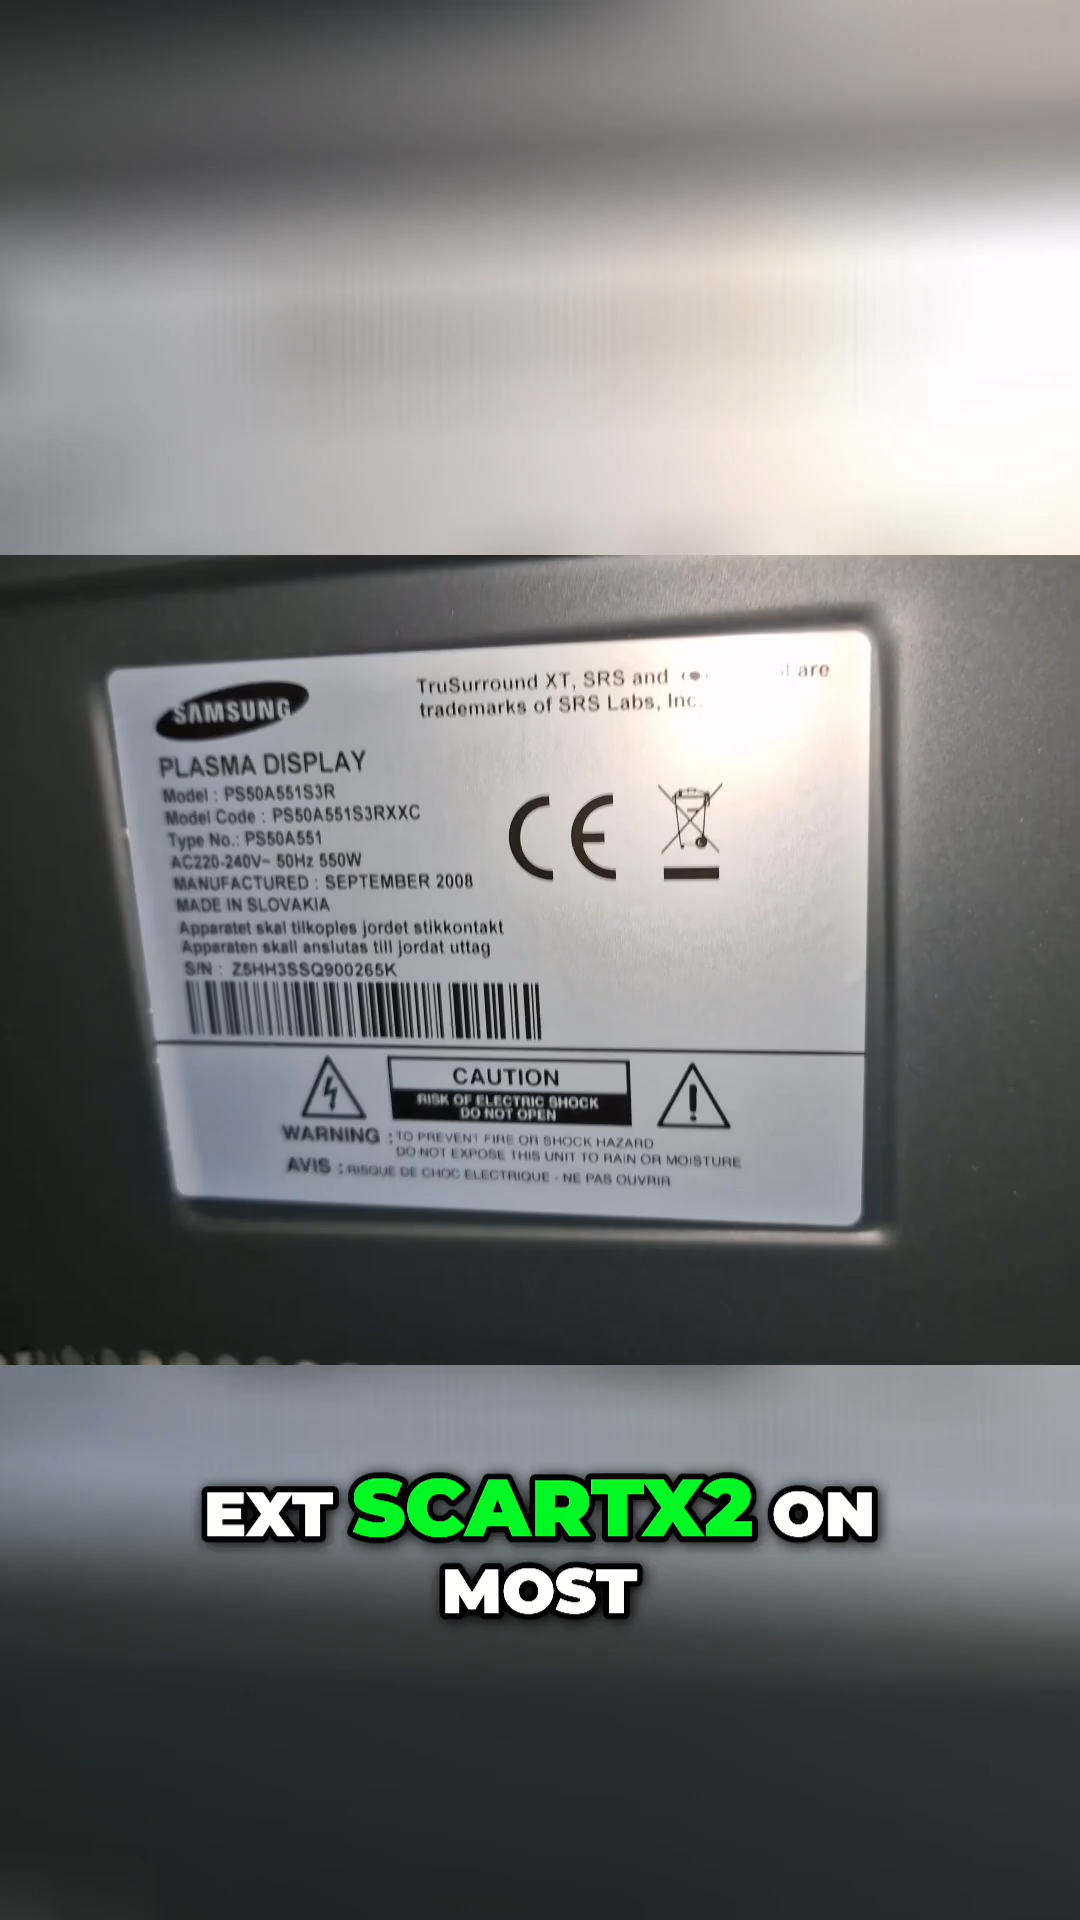 SAMSUNG
TruSurround XT, SRS and
are
trademarks of SRS Labs, Inc.
PLASMA DISPLAY
Model : PS50A551S3R
Model Code : PS50A551S3RXXC
Type No.: PS50A551
AC220-240V~ 50Hz 550W
MANUFACTURED : SEPTEMBER 2008
MADE IN SLOVAKIA
Apparatet skal tilkoples jordet stikkontakt
Apparaten skall anslutas till jordat uttag
S/N : Z5HH3SSQ900265K
CE
CAUTION
RISK OF ELECTRIC SHOCK
DO NOT OPEN
WARNING : TO PREVENT FIRE OR SHOCK HAZARD
DO NOT EXPOSE THIS UNIT TO RAIN OR MOISTURE
AVIS : RISQUE DE CHOC ELECTRIQUE - NE PAS OUVRIR
EXT SCARTX2 ON
MOST